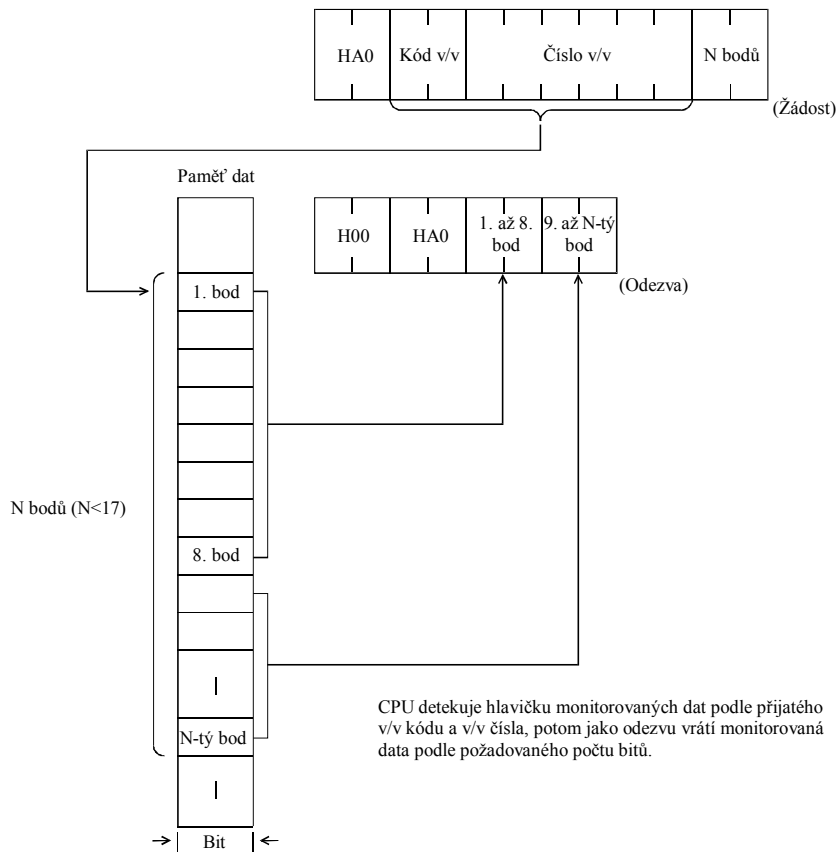 HA0 Kód v/v Číslo v/v N bodů
(Žádost)
Paměť dat
H00 HA0 1. až 8. bod 9. až N-tý bod
(Odezva)
1. bod
N bodů (N<17)
8. bod
CPU detekuje hlavičku monitorovaných dat podle přijatého
v/v kódu a v/v čísla, potom jako odezvu vrátí monitorovaná
data podle požadovaného počtu bitů.
N-tý bod
Bit